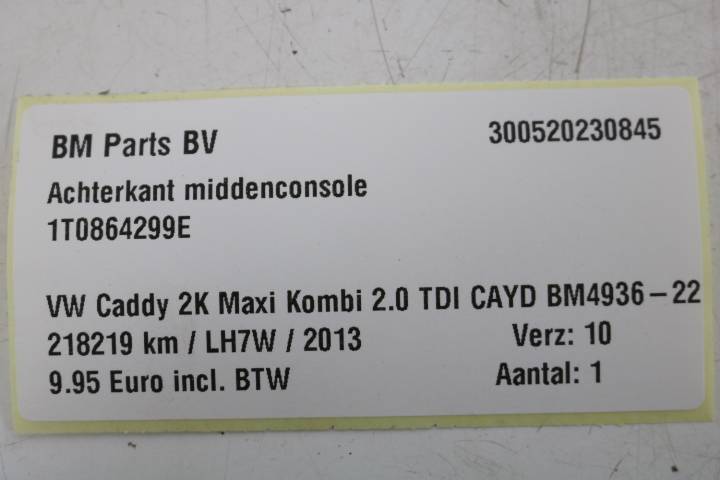 BM Parts BV 300520230845
Achterkant middenconsole
1T0864299E
VW Caddy 2K Maxi Kombi 2.0 TDI CAYD BM4936-22
218219 km / LH7W / 2013 Verz: 10
9.95 Euro incl. BTW Aantal: 1